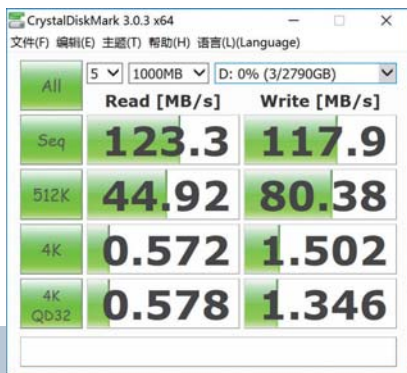 CrystalDiskMark 3.0.3 x64
文件(F) 编辑(E) 主题(T) 帮助(H) 语言(L)(Language)
All
5 1000MB D: 0% (3/2790GB)
Read [MB/s] Write [MB/s]
Seq 123.3 117.9
512K 44.92 80.38
4K 0.572 1.502
4K QD32 0.578 1.346